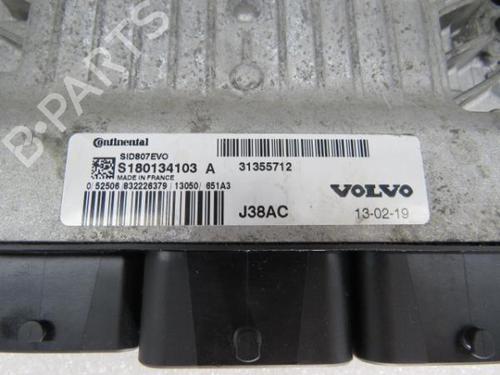 B-PARTS
Continental
SID807EVO
S180134103 A 31355712
MADE IN FRANCE
0 52506 832226379 13050 651A3
VOLVO
J38AC 13-02-19